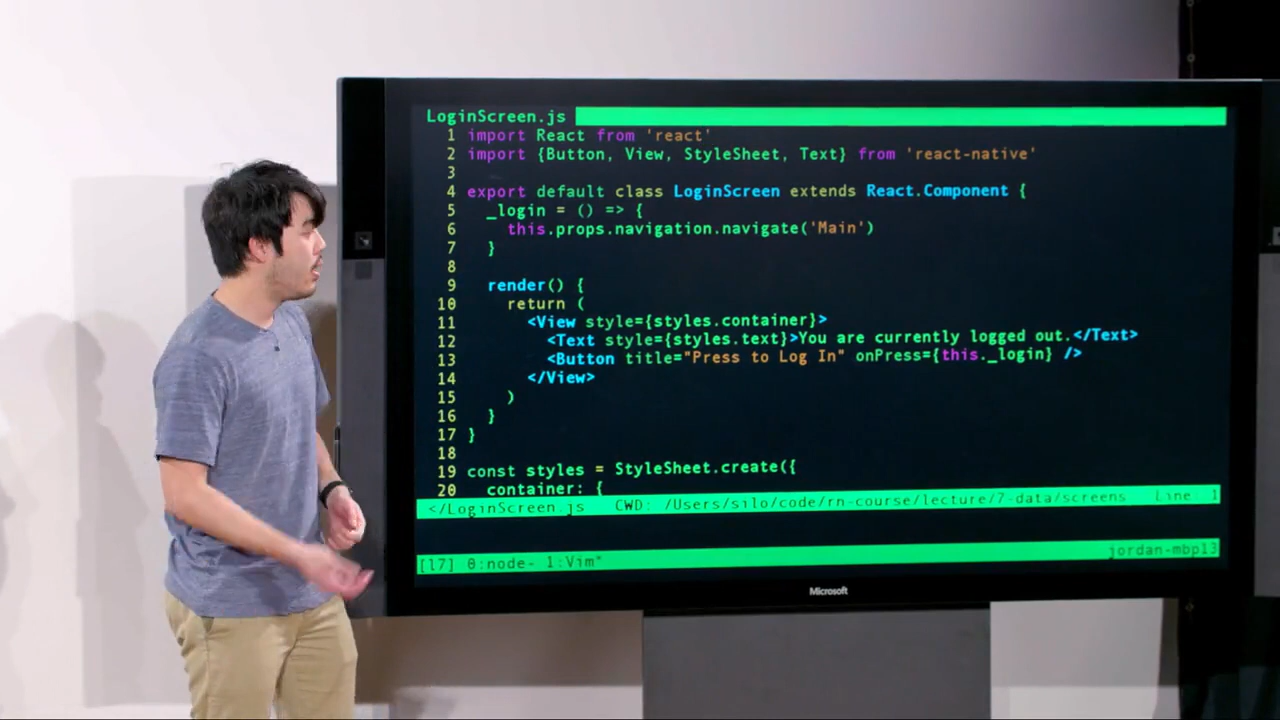 LoginScreen.js
1 import React from 'react'
2 import {Button, View, StyleSheet, Text} from 'react-native'
3
4 export default class LoginScreen extends React.Component {
5   _login = () => {
6     this.props.navigation.navigate('Main')
7   }
8
9   render() {
10     return (
11       <View style={styles.container}>
12         <Text style={styles.text}>You are currently logged out.</Text>
13         <Button title="Press to Log In" onPress={this._login} />
14       </View>
15     )
16   }
17 }
18
19 const styles = StyleSheet.create({
20   container: {
</LoginScreen.js   CWD: /Users/silo/code/rn-course/lecture/7-data/screens   Line: 1
[17] 0:node- 1:Vim* jordan-mbp13
Microsoft